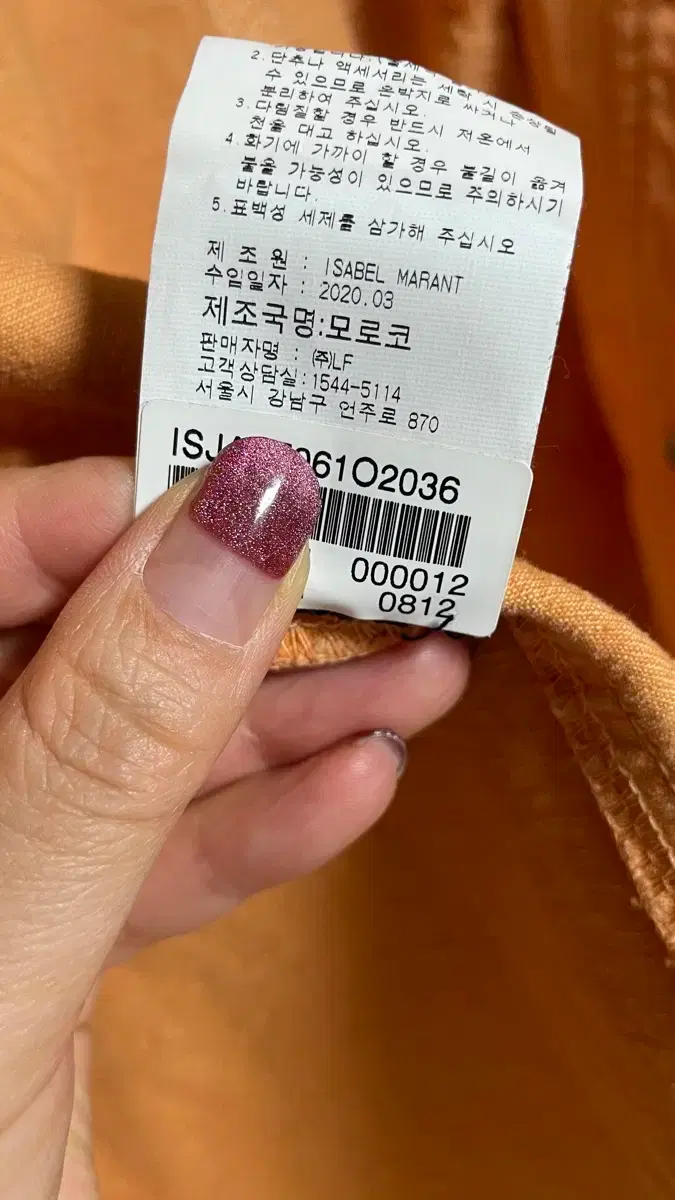 2.단추나 액세서리는 세탁 시 손상될
수 있으므로 은박지로 싸거나
분리하여 주십시오.
3.다림질할 경우 반드시 저온에서
천을 대고 하십시오.
4.화기에 가까이 할 경우 불길이 옮겨
붙을 가능성이 있으므로 주의하시기
바랍니다.
5.표백성 세제를 삼가해 주십시오
제 조 원 : ISABEL MARANT
수입일자 : 2020.03
제조국명:모로코
판매자명 : ㈜LF
고객상담실:1544-5114
서울시 강남구 언주로 870
061O2036
000012
0812